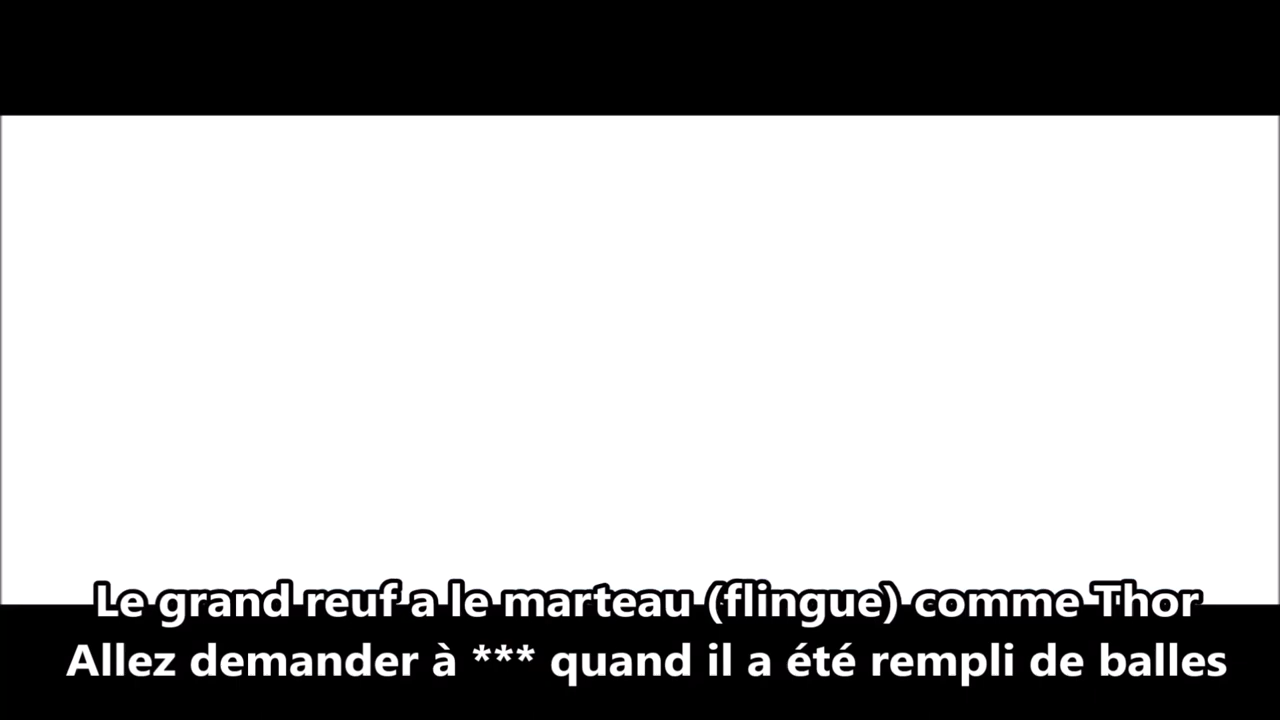 Le grand reuf a le marteau (flingue) comme Thor
Allez demander à *** quand il a été rempli de balles